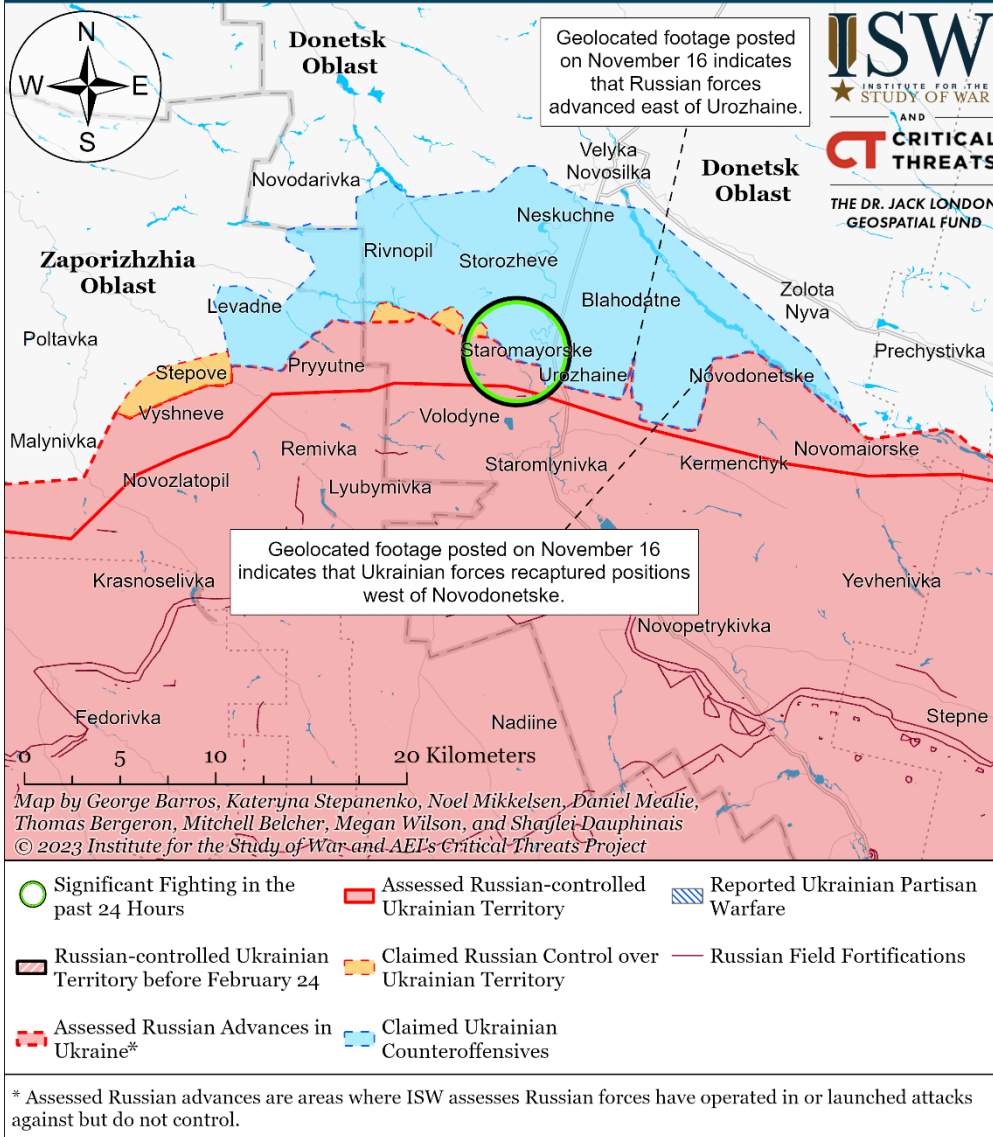 N
W
E
S
Donetsk
Oblast
Geolocated footage posted
on November 16 indicates
that Russian forces
advanced east of Urozhaine.
ISW
INSTITUTE FOR THE
STUDY OF WAR
AND
CT CRITICAL
THREATS
THE DR. JACK LONDON
GEOSPATIAL FUND
Velyka
Novosilka
Donetsk
Oblast
Novodarivka
Neskuchne
Rivnopil
Storozheve
Zaporizhzhia
Oblast
Levadne
Blahodatne
Zolota
Nyva
Poltavka
Prechystivka
Staromayorske
Pryyutne
Stepove
Urozhaine
Novodonetske
Vyshneve
Volodyne
Malynivka
Remivka
Novomaiorske
Staromlynivka
Kermenchyk
Novozlatopil
Lyubymivka
Geolocated footage posted on November 16
indicates that Ukrainian forces recaptured positions
west of Novodonetske.
Krasnoselivka
Yevhenivka
Novopetrykivka
Fedorivka
Nadiine
Stepne
0 5 10 20 Kilometers
Map by George Barros, Kateryna Stepanenko, Noel Mikkelsen, Daniel Mealie,
Thomas Bergeron, Mitchell Belcher, Megan Wilson, and Shaylei Dauphinais
© 2023 Institute for the Study of War and AEI's Critical Threats Project
Significant Fighting in the
past 24 Hours
Assessed Russian-controlled
Ukrainian Territory
Reported Ukrainian Partisan
Warfare
Russian-controlled Ukrainian
Territory before February 24
Claimed Russian Control over
Ukrainian Territory
Russian Field Fortifications
Assessed Russian Advances in
Ukraine*
Claimed Ukrainian
Counteroffensives
* Assessed Russian advances are areas where ISW assesses Russian forces have operated in or launched attacks
against but do not control.